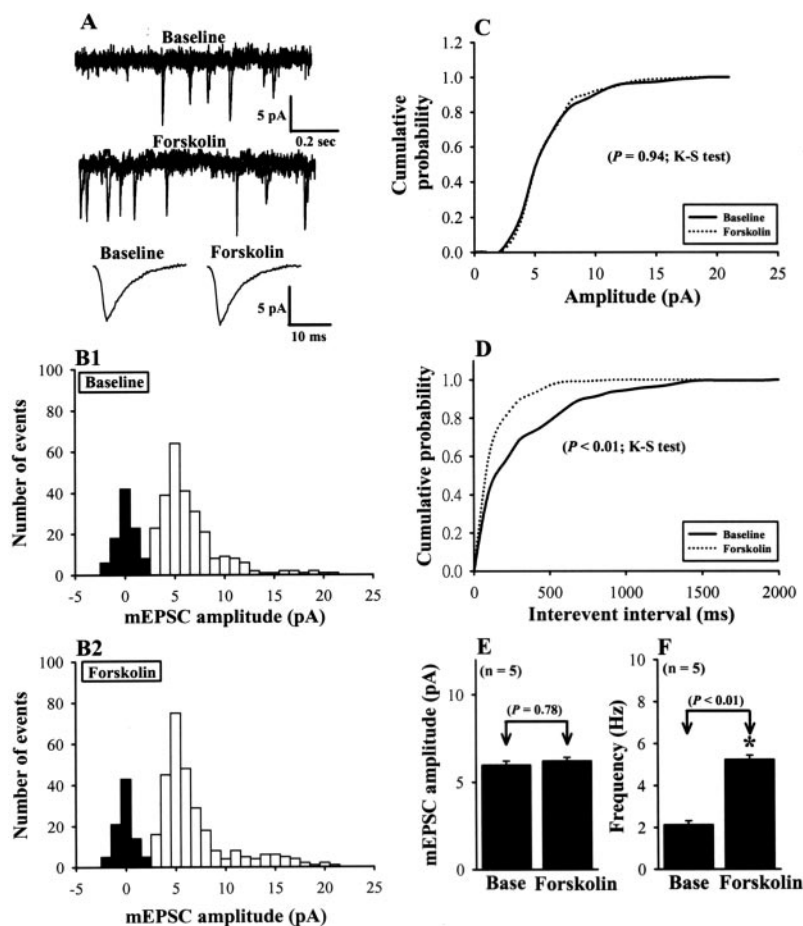 A
Baseline
5 pA
0.2 sec
Forskolin
Baseline
Forskolin
5 pA
10 ms
B1
Baseline
100
80
60
40
20
0
Number of events
-5
0
5
10
15
20
25
mEPSC amplitude (pA)
B2
Forskolin
100
80
60
40
20
0
Number of events
-5
0
5
10
15
20
25
mEPSC amplitude (pA)
C
1.2
1.0
0.8
0.6
0.4
0.2
0.0
Cumulative
probability
(P = 0.94; K-S test)
Baseline
Forskolin
0
5
10
15
20
25
Amplitude (pA)
D
1.0
0.8
0.6
0.4
0.2
0.0
Cumulative probability
(P < 0.01; K-S test)
Baseline
Forskolin
0
500
1000
1500
2000
Interevent interval (ms)
E
(n = 5)
(P = 0.78)
9
6
3
0
mEPSC amplitude (pA)
Base
Forskolin
F
(n = 5)
(P < 0.01)
*
10
8
6
4
2
0
Frequency (Hz)
Base
Forskolin